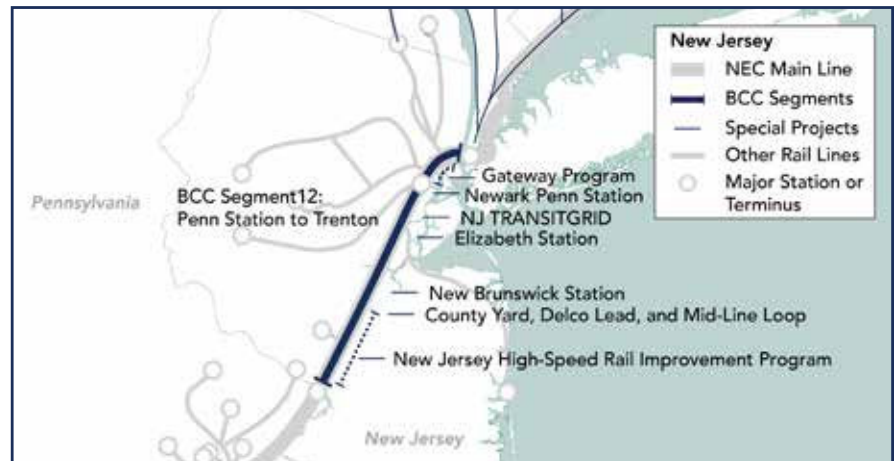 New Jersey
NEC Main Line
BCC Segments
Special Projects
Other Rail Lines
Major Station or
Terminus
Pennsylvania
BCC Segment12:
Penn Station to Trenton
Gateway Program
Newark Penn Station
NJ TRANSITGRID
Elizabeth Station
New Brunswick Station
County Yard, Delco Lead, and Mid-Line Loop
New Jersey High-Speed Rail Improvement Program
New Jersey